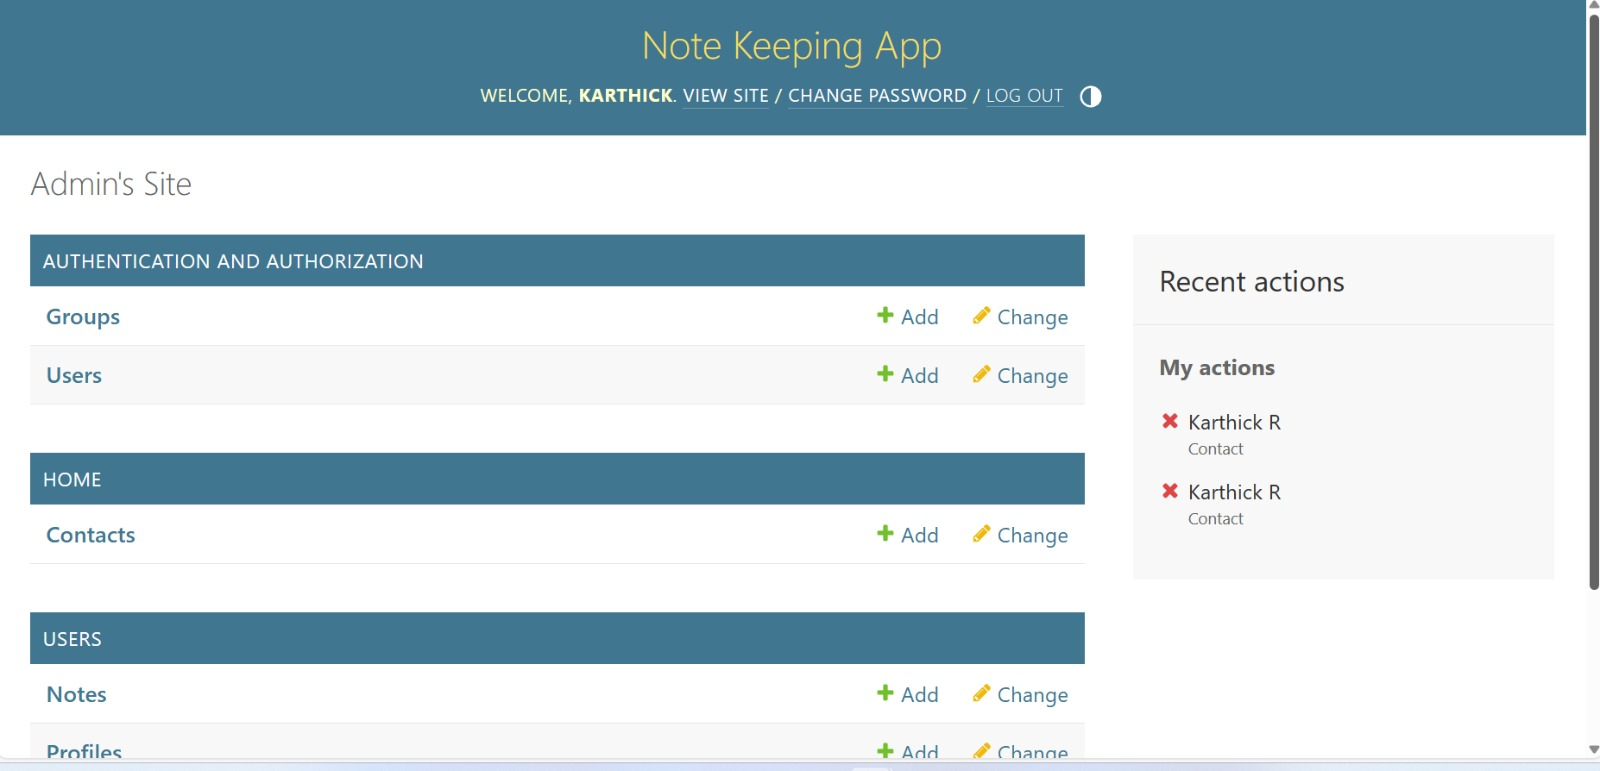 Note Keeping App
WELCOME, KARTHICK. VIEW SITE / CHANGE PASSWORD / LOG OUT
Admin's Site
AUTHENTICATION AND AUTHORIZATION
Groups Add Change
Users Add Change
HOME
Contacts Add Change
USERS
Notes Add Change
Profiles Add Change
Recent actions
My actions
Karthick R
Contact
Karthick R
Contact